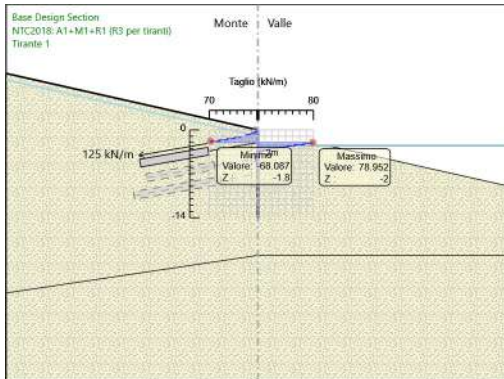 Base Design Section
NTC2018: A1+M1+R1 (R3 per tiranti)
Tirante 1
Monte
Valle
Taglio (kN/m)
70
80
0
125 kN/m
2m
Minimo
Valore: -68.087
Z : -1.8
Massimo
Valore: 78.952
Z : -2
-14